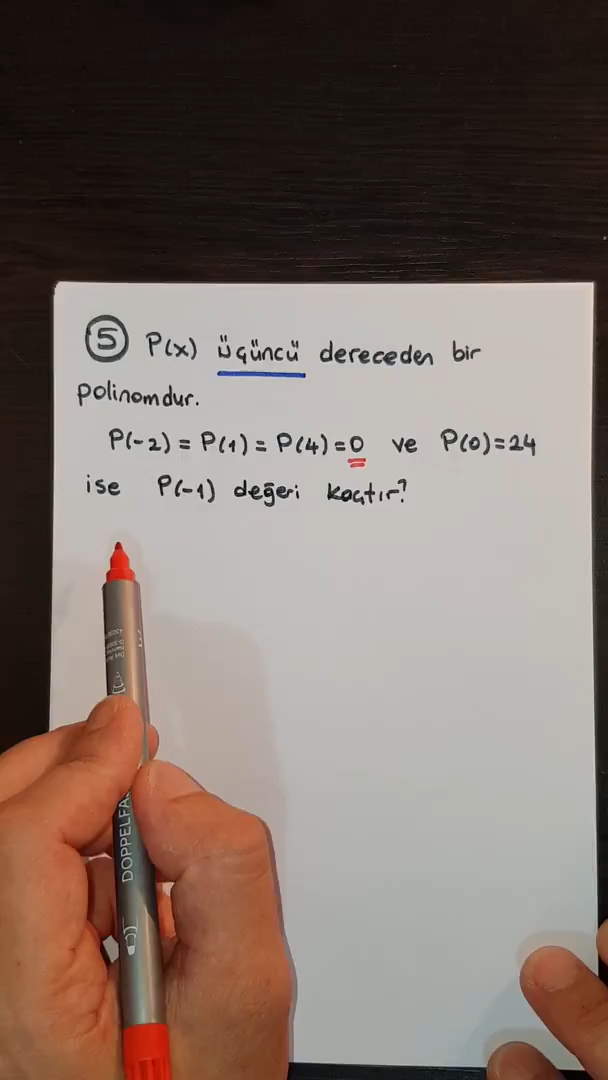 5 P(x) üçüncü dereceden bir
polinomdur.
P(-2) = P(1) = P(4) = 0 ve P(0)=24
ise P(-1) değeri kaçtır?
DOPPELFA